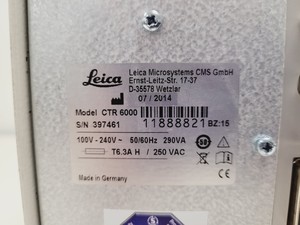 Leica
Leica Microsystems CMS GmbH
Ernst-Leitz-Str. 17-37
D-35578 Wetzlar
07 / 2014
Model CTR 6000
S/N 397461
11888821 BZ:15
100V - 240V ~ 50/60Hz 290VA
T6.3A H / 250 VAC
Made in Germany